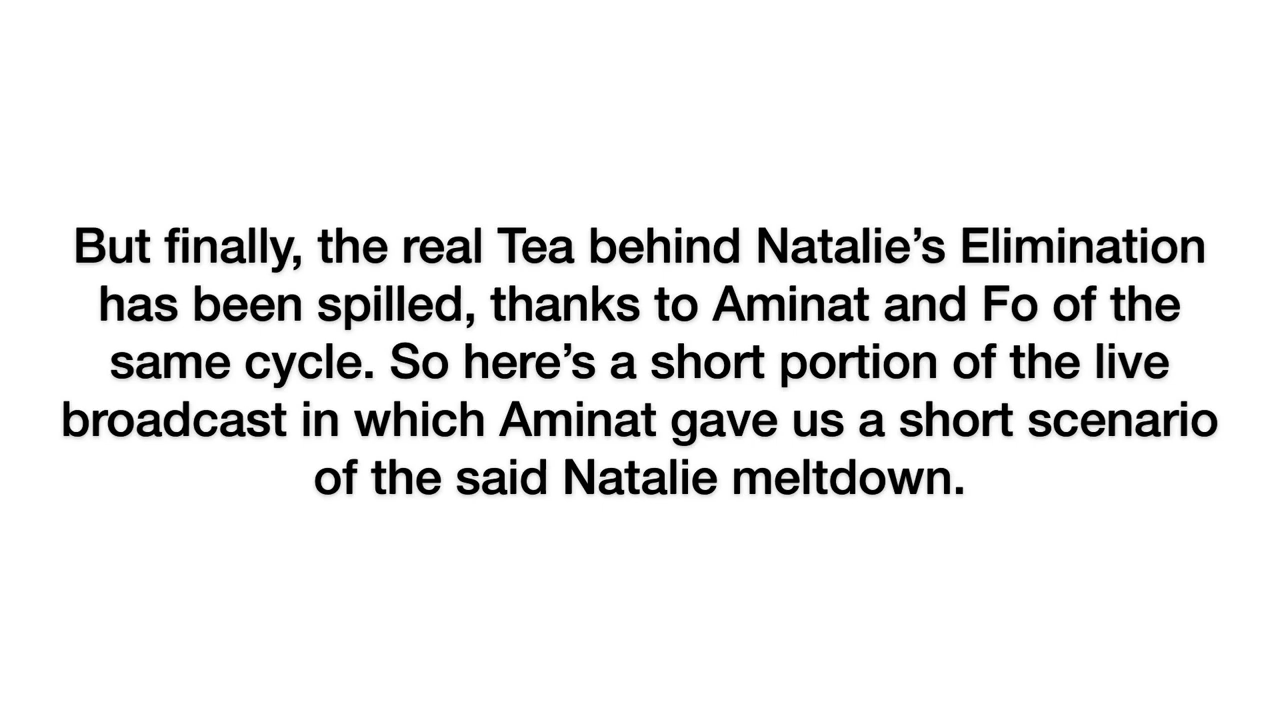 But finally, the real Tea behind Natalie’s Elimination
has been spilled, thanks to Aminat and Fo of the
same cycle. So here’s a short portion of the live
broadcast in which Aminat gave us a short scenario
of the said Natalie meltdown.